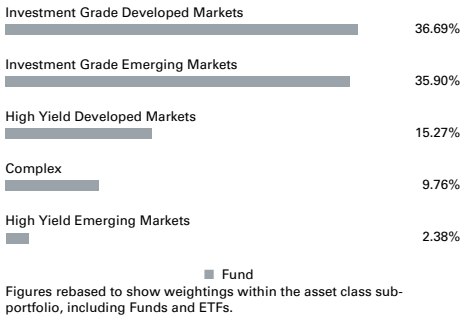 Investment Grade Developed Markets
36.69%
Investment Grade Emerging Markets
35.90%
High Yield Developed Markets
15.27%
Complex
9.76%
High Yield Emerging Markets
2.38%
Fund
Figures rebased to show weightings within the asset class sub-
portfolio, including Funds and ETFs.